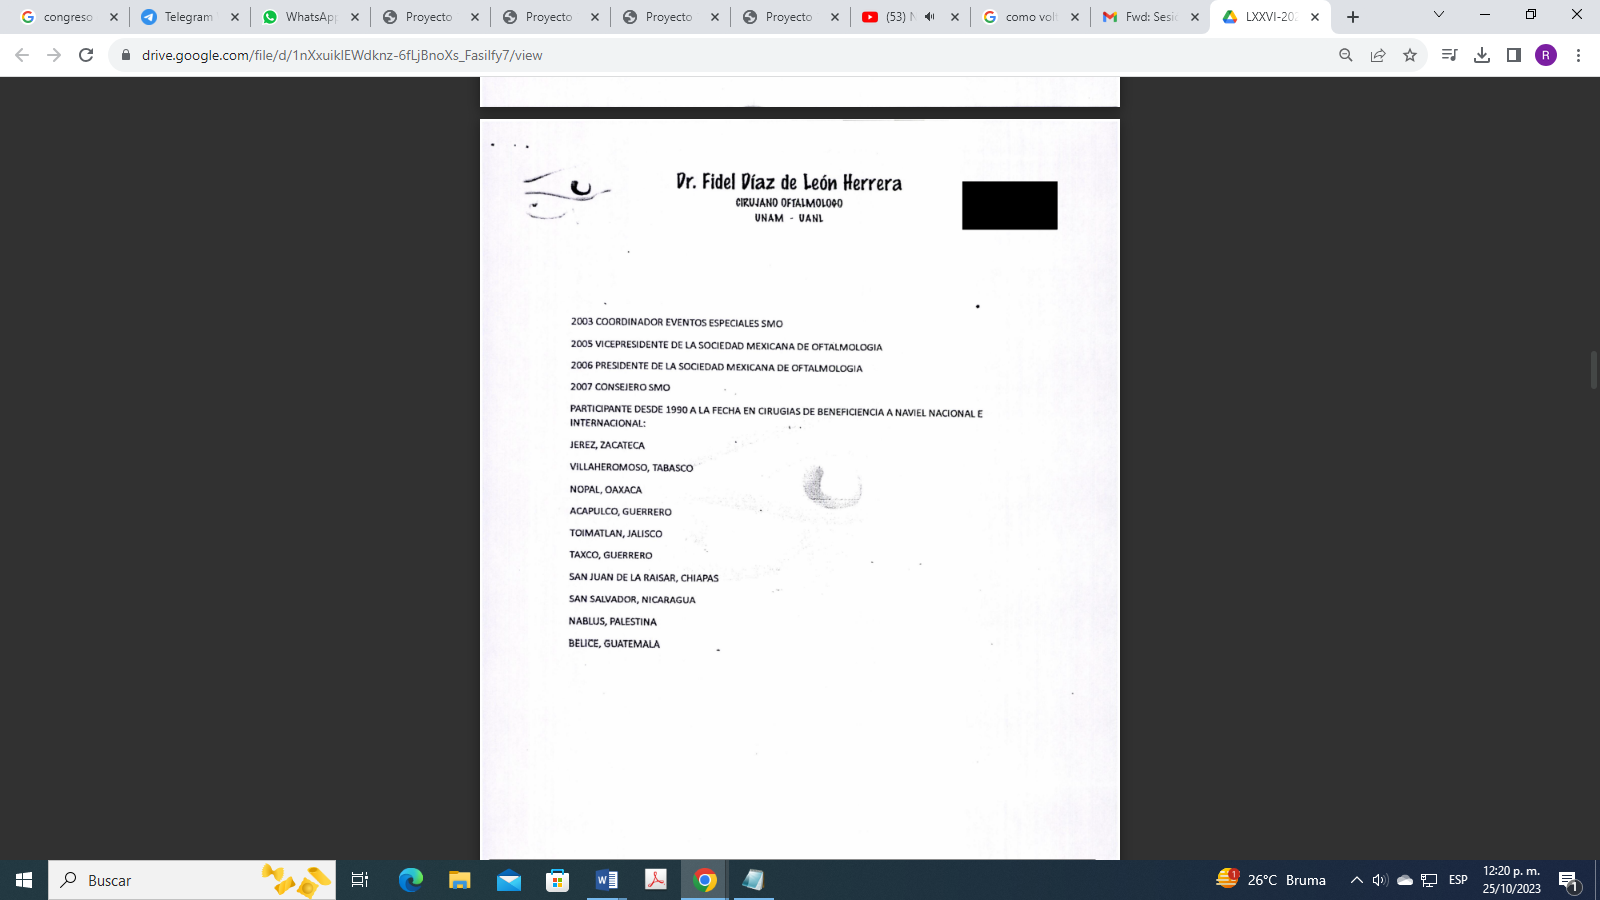 congreso
Telegram
WhatsApp
Proyecto
Proyecto
Proyecto
Proyecto
(53) N
como volt
Fwd: Sesic
LXXVI-202
drive.google.com/file/d/1nXxuiklEWdknz-6fLjBnoXs_Fasilfy7/view
R
Dr. Fidel Díaz de León Herrera
CIRUJANO OFTALMOLOGO
UNAM - UANL
2003 COORDINADOR EVENTOS ESPECIALES SMO
2005 VICEPRESIDENTE DE LA SOCIEDAD MEXICANA DE OFTALMOLOGIA
2006 PRESIDENTE DE LA SOCIEDAD MEXICANA DE OFTALMOLOGIA
2007 CONSEJERO SMO
PARTICIPANTE DESDE 1990 A LA FECHA EN CIRUGIAS DE BENEFICIENCIA A NAVIEL NACIONAL E
INTERNACIONAL:
JEREZ, ZACATECA
VILLAHEROMOSO, TABASCO
NOPAL, OAXACA
ACAPULCO, GUERRERO
TOIMATLAN, JALISCO
TAXCO, GUERRERO
SAN JUAN DE LA RAISAR, CHIAPAS
SAN SALVADOR, NICARAGUA
NABLUS, PALESTINA
BELICE, GUATEMALA
Buscar
1
26°C Bruma
ESP
12:20 p. m.
25/10/2023
1